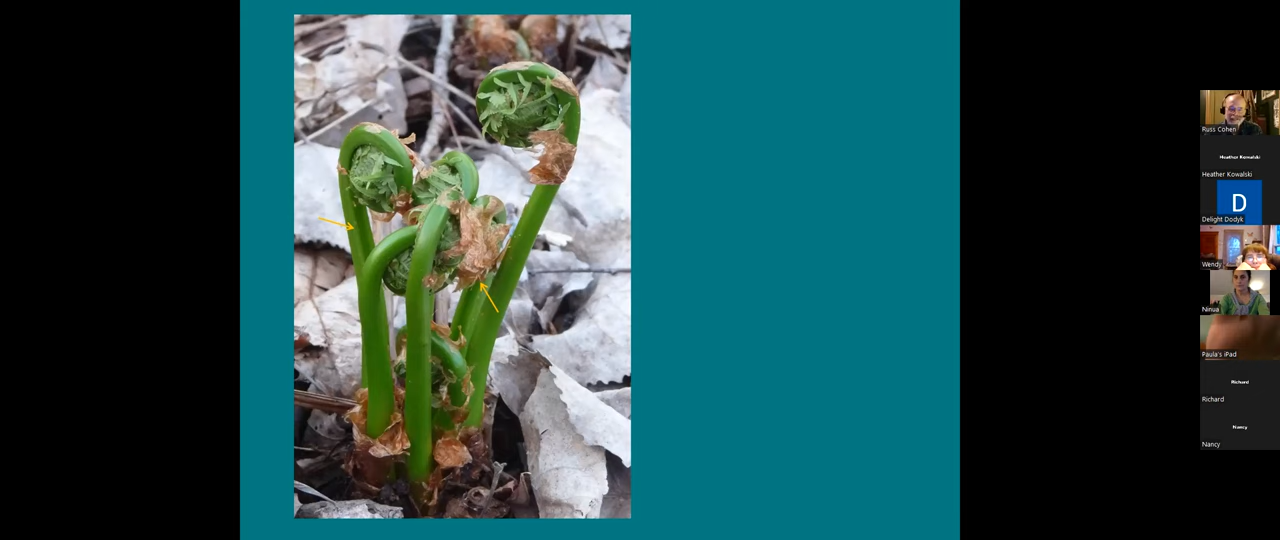 Russ Cohen
Heather Kowalski
Heather Kowalski
D
Delight Dodyk
Wendy
Ninua
Paula's iPad
Richard
Richard
Nancy
Nancy